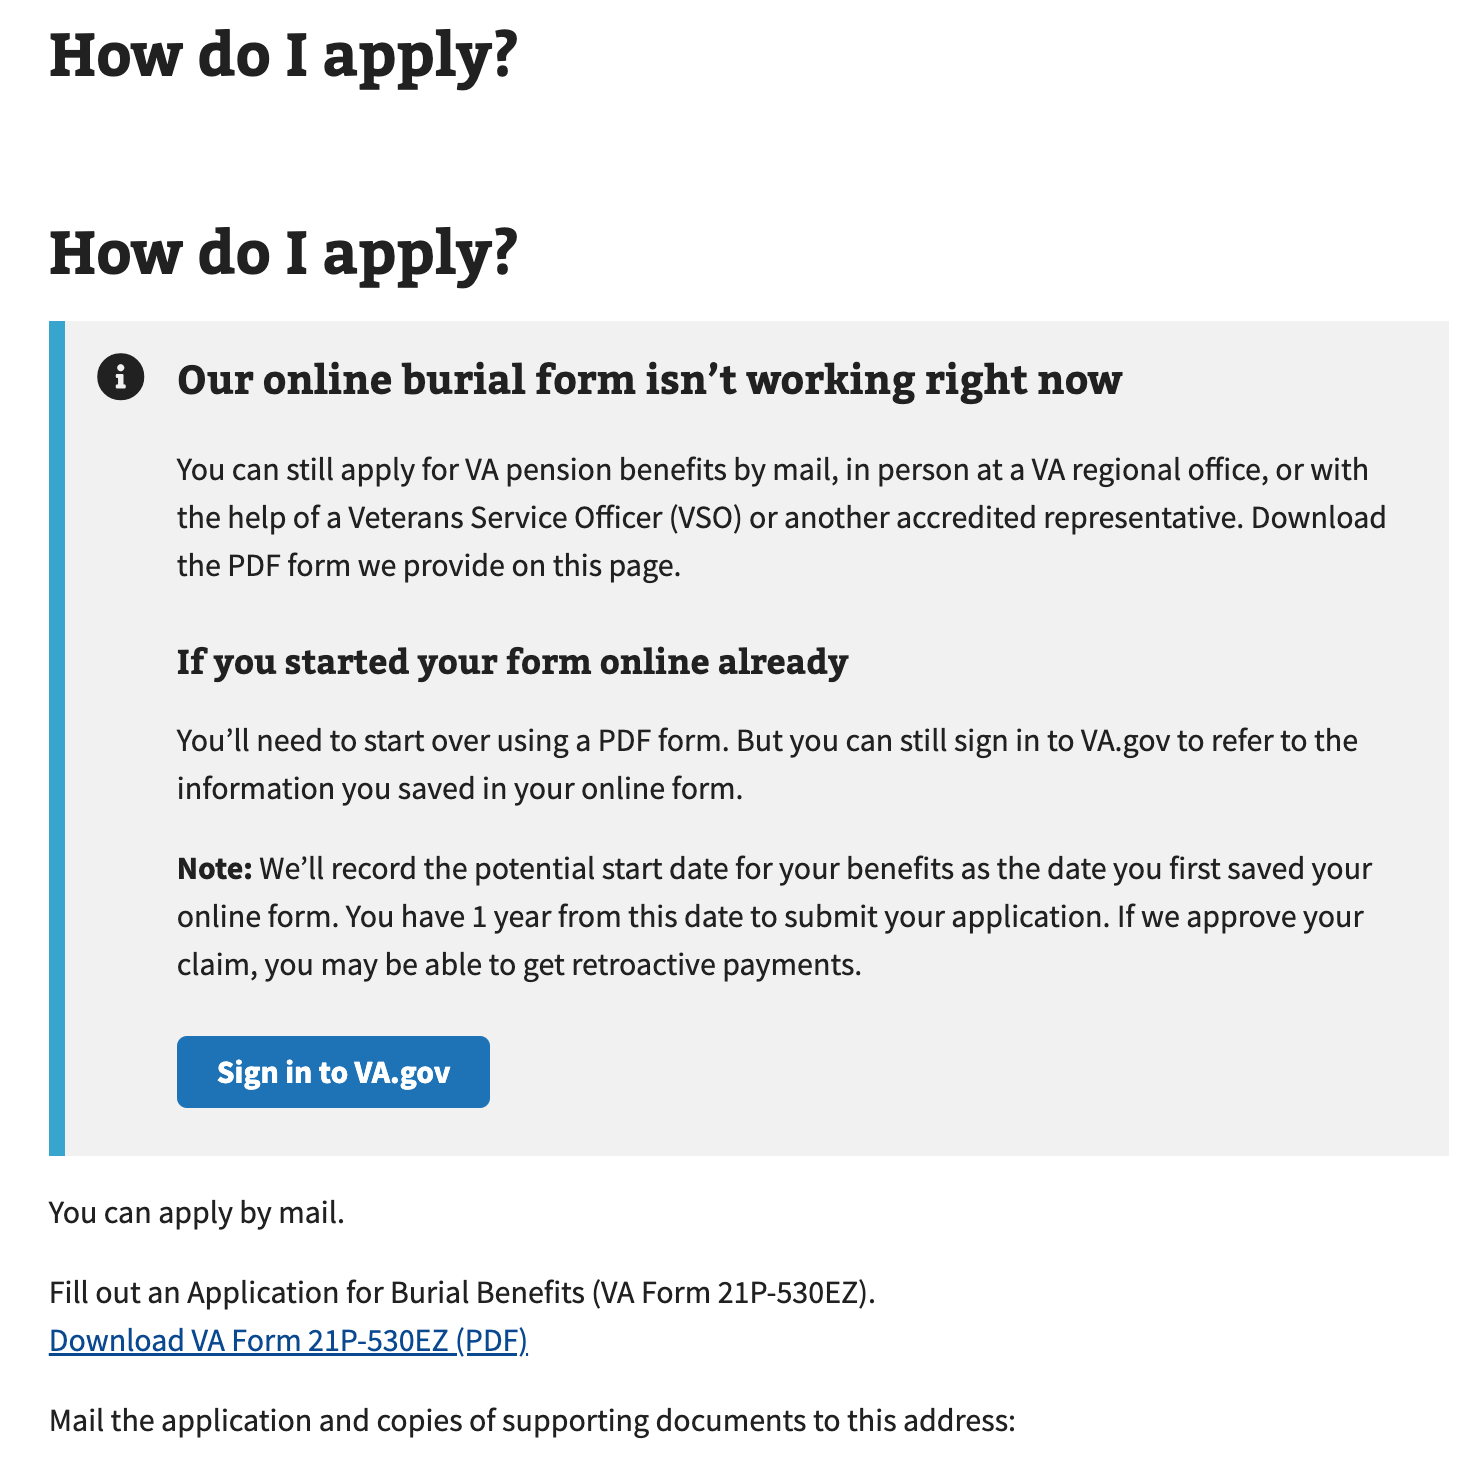 How do I apply?
How do I apply?
Our online burial form isn’t working right now
You can still apply for VA pension benefits by mail, in person at a VA regional office, or with
the help of a Veterans Service Officer (VSO) or another accredited representative. Download
the PDF form we provide on this page.
If you started your form online already
You’ll need to start over using a PDF form. But you can still sign in to VA.gov to refer to the
information you saved in your online form.
Note: We’ll record the potential start date for your benefits as the date you first saved your
online form. You have 1 year from this date to submit your application. If we approve your
claim, you may be able to get retroactive payments.
Sign in to VA.gov
You can apply by mail.
Fill out an Application for Burial Benefits (VA Form 21P-530EZ).
Download VA Form 21P-530EZ (PDF)
Mail the application and copies of supporting documents to this address: